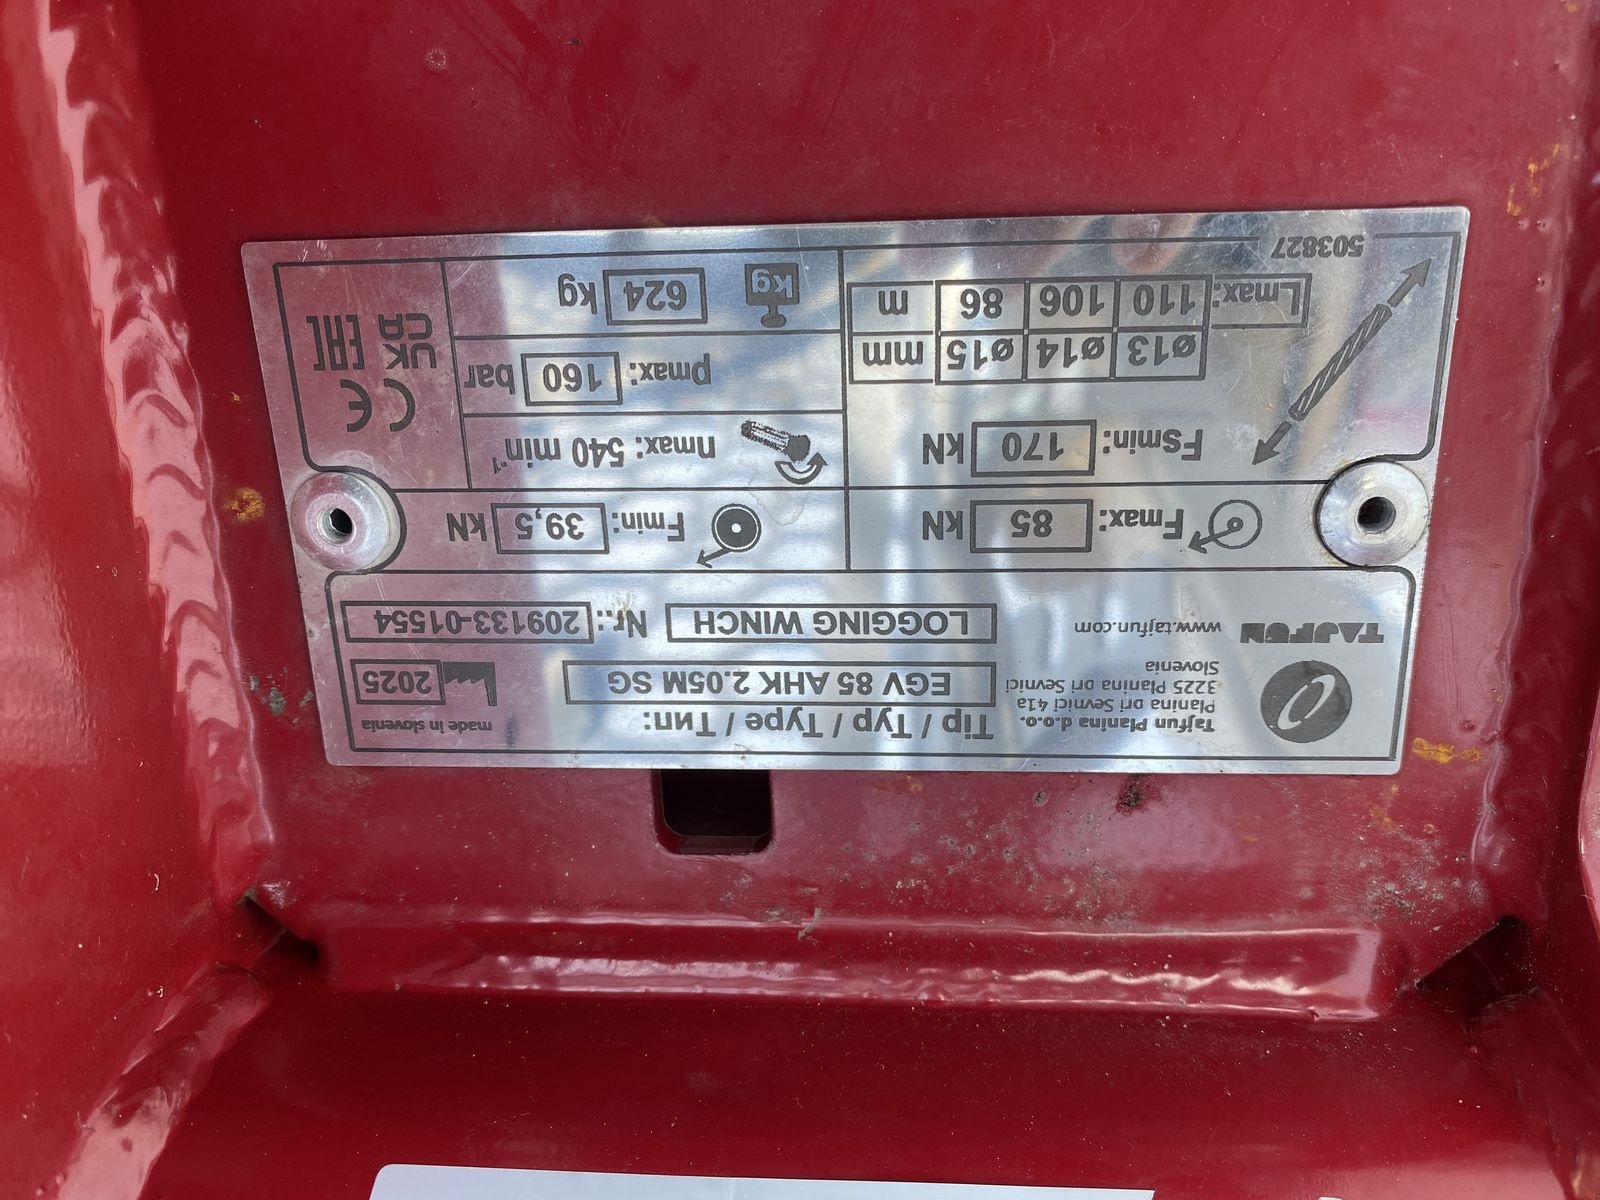 Tajfun Planina d.o.o.
Planina pri Sevnici 41a
3225 Planina pri Sevnici
Slovenia
TAJFUN
www.tajfun.com
Tip / Typ / Type / Тип:
EGV 85 AHK 2.05M SG
made in slovenia
2025
LOGGING WINCH
Nr.: 209133-01554
Fmax: 85 kN
Fmin: 39,5 kN
FSmin: 170 kN
nmax: 540 min-1
ø13 ø14 ø15 mm
Lmax: 110 106 86 m
pmax: 160 bar
kg 624 kg
CE
UK
CA
EAC
503827